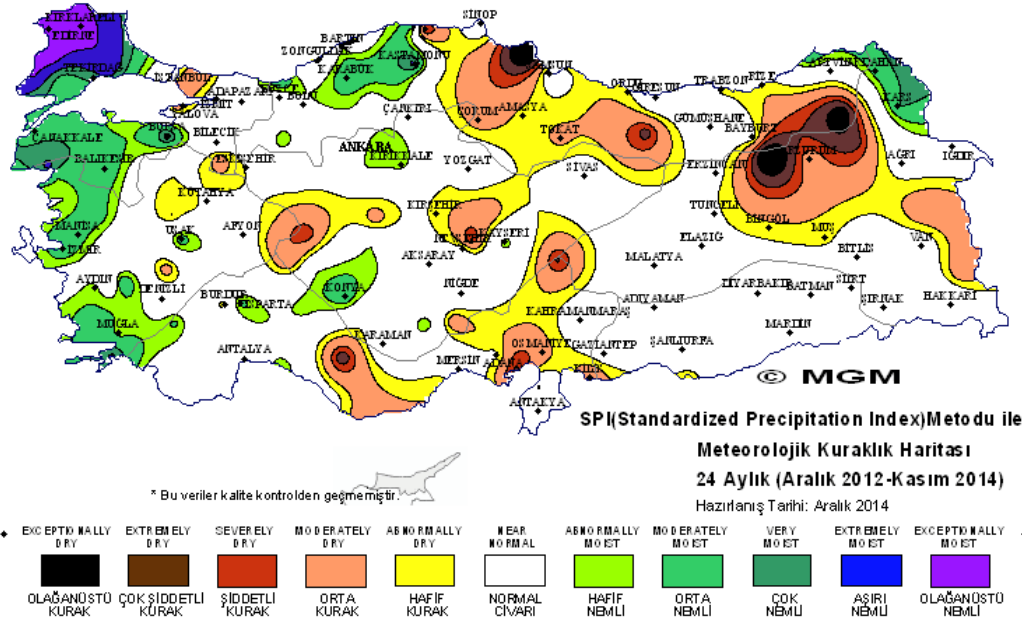 SİNOP
KIRKLARELİ
EDİRNE
BARTIN
ZONGULDAK
KASTAMONU
TEKİRDAĞ
İSTANBUL
KARABÜK
SAMSUN
ORDU
GİRESUN
TRABZON
RİZE
ARTVİN
ARDAHAN
KARS
ADAPAZARI
İZMİT
BOLU
YALOVA
ÇANKIRI
ÇORUM
AMASYA
TOKAT
GÜMÜŞHANE
BAYBURT
ÇANAKKALE
BURSA
BİLECİK
ANKARA
KIRIKKALE
YOZGAT
SİVAS
ERZİNCAN
ERZURUM
AĞRI
IĞDIR
BALIKESİR
ESKİŞEHİR
KÜTAHYA
KIRŞEHİR
TUNCELİ
BİNGÖL
MUŞ
VAN
MANİSA
UŞAK
AFYON
NEVŞEHİR
KAYSERİ
ELAZIĞ
BİTLİS
İZMİR
AKSARAY
MALATYA
AYDIN
DENİZLİ
BURDUR
ISPARTA
KONYA
NİĞDE
ADIYAMAN
DİYARBAKIR
BATMAN
SİİRT
ŞIRNAK
HAKKARİ
KAHRAMANMARAŞ
MUĞLA
ANTALYA
KARAMAN
MERSİN
ADANA
OSMANİYE
GAZİANTEP
ŞANLIURFA
MARDİN
KİLİS
ANTAKYA
© MGM
SPI(Standardized Precipitation Index)Metodu ile
Meteorolojik Kuraklık Haritası
24 Aylık (Aralık 2012-Kasım 2014)
Hazırlanış Tarihi: Aralık 2014
* Bu veriler kalite kontrolden geçmemiştir.
EXCEPTIONALLY DRY
EXTREMELY DRY
SEVERELY DRY
MODERATELY DRY
ABNORMALLY DRY
NEAR NORMAL
ABNORMALLY MOIST
MODERATELY MOIST
VERY MOIST
EXTREMELY MOIST
EXCEPTIONALLY MOIST
OLAĞANÜSTÜ KURAK
ÇOK ŞİDDETLİ KURAK
ŞİDDETLİ KURAK
ORTA KURAK
HAFİF KURAK
NORMAL CİVARI
HAFİF NEMLİ
ORTA NEMLİ
ÇOK NEMLİ
AŞIRI NEMLİ
OLAĞANÜSTÜ NEMLİ